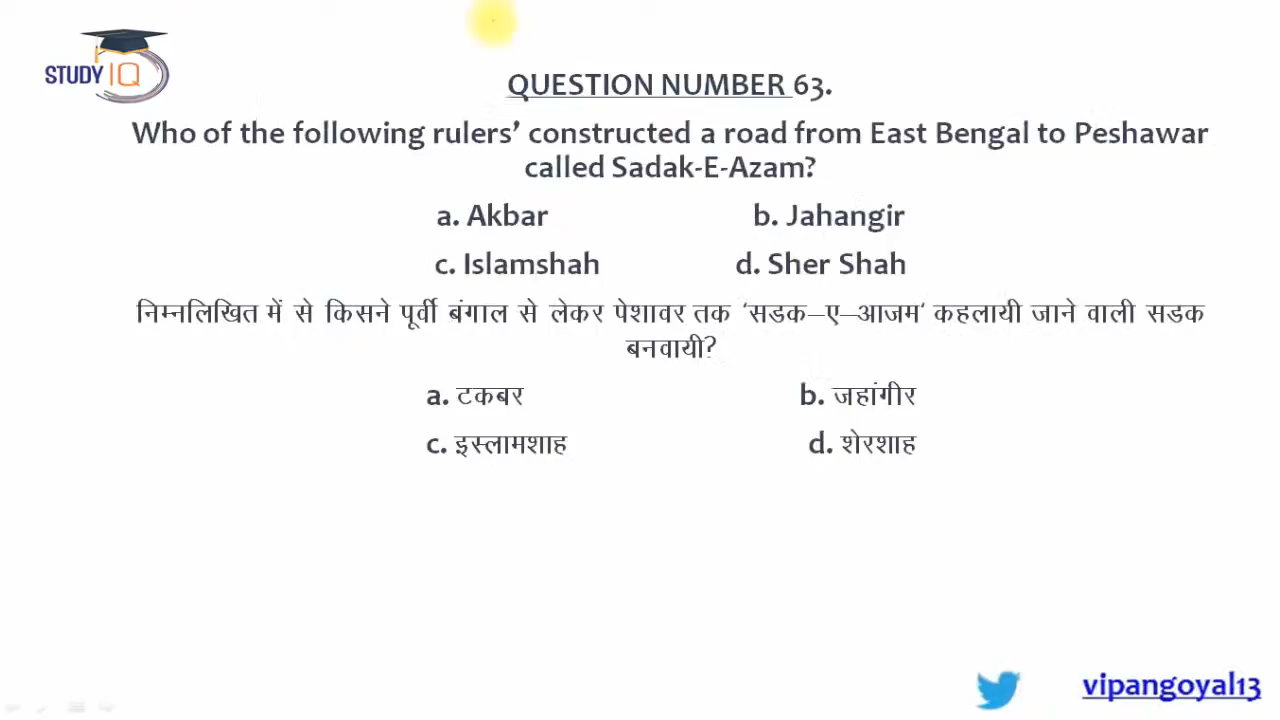 STUDY IQ
QUESTION NUMBER 63.
Who of the following rulers’ constructed a road from East Bengal to Peshawar
called Sadak-E-Azam?
a. Akbar b. Jahangir
c. Islamshah d. Sher Shah
निम्नलिखित में से किसने पूर्वी बंगाल से लेकर पेशावर तक ‘सडक–ए–आजम’ कहलायी जाने वाली सडक
बनवायी?
a. टकबर b. जहांगीर
c. इस्लामशाह d. शेरशाह
vipangoyal13